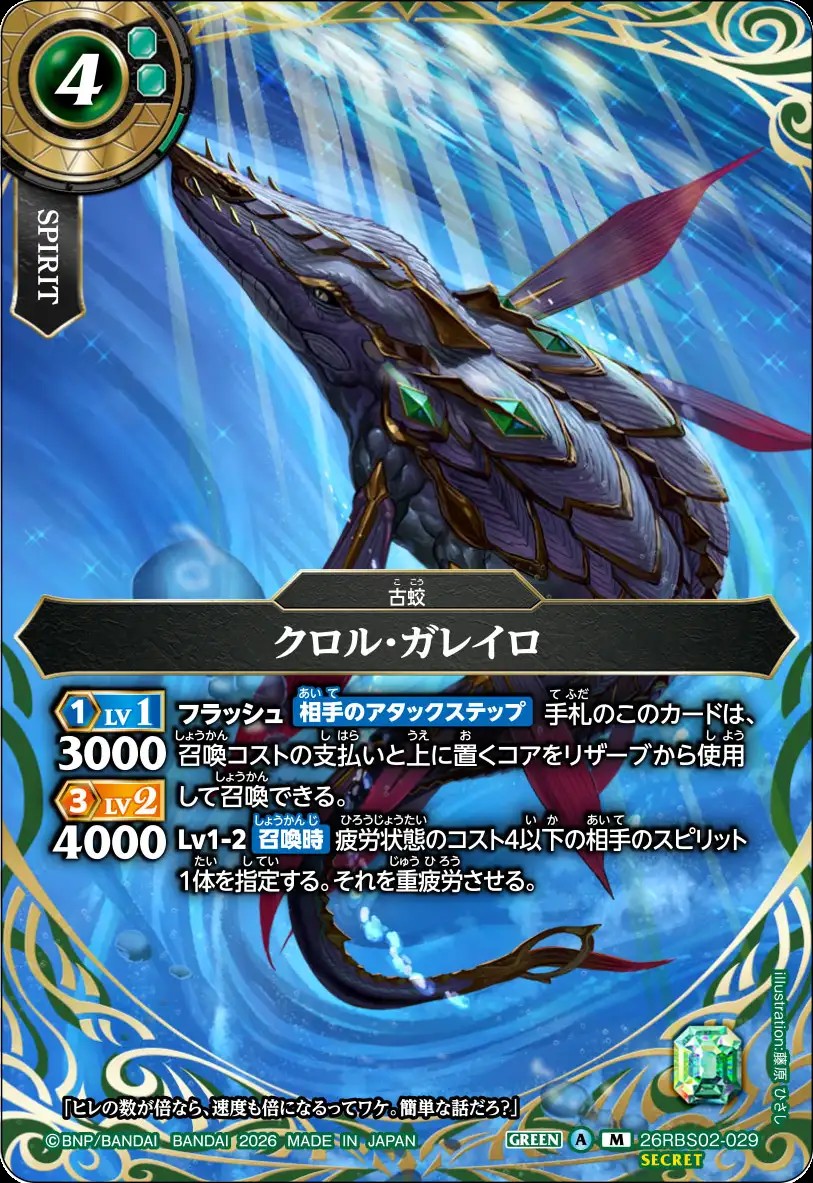 4
SPIRIT
ここう
古蛟
クロル・ガレイロ
1 LV 1
3000
3 LV 2
4000
フラッシュ 相手のアタックステップ 手札のこのカードは、
召喚コストの支払いと上に置くコアをリザーブから使用
して召喚できる。
Lv1-2 召喚時 疲労状態のコスト4以下の相手のスピリット
1体を指定する。それを重疲労させる。
illustration:藤原 ひさし
「ヒレの数が倍なら、速度も倍になるってワケ。簡単な話だろ?」
©BNP/BANDAI BANDAI 2026 MADE IN JAPAN
GREEN A M 26RBS02-029
SECRET